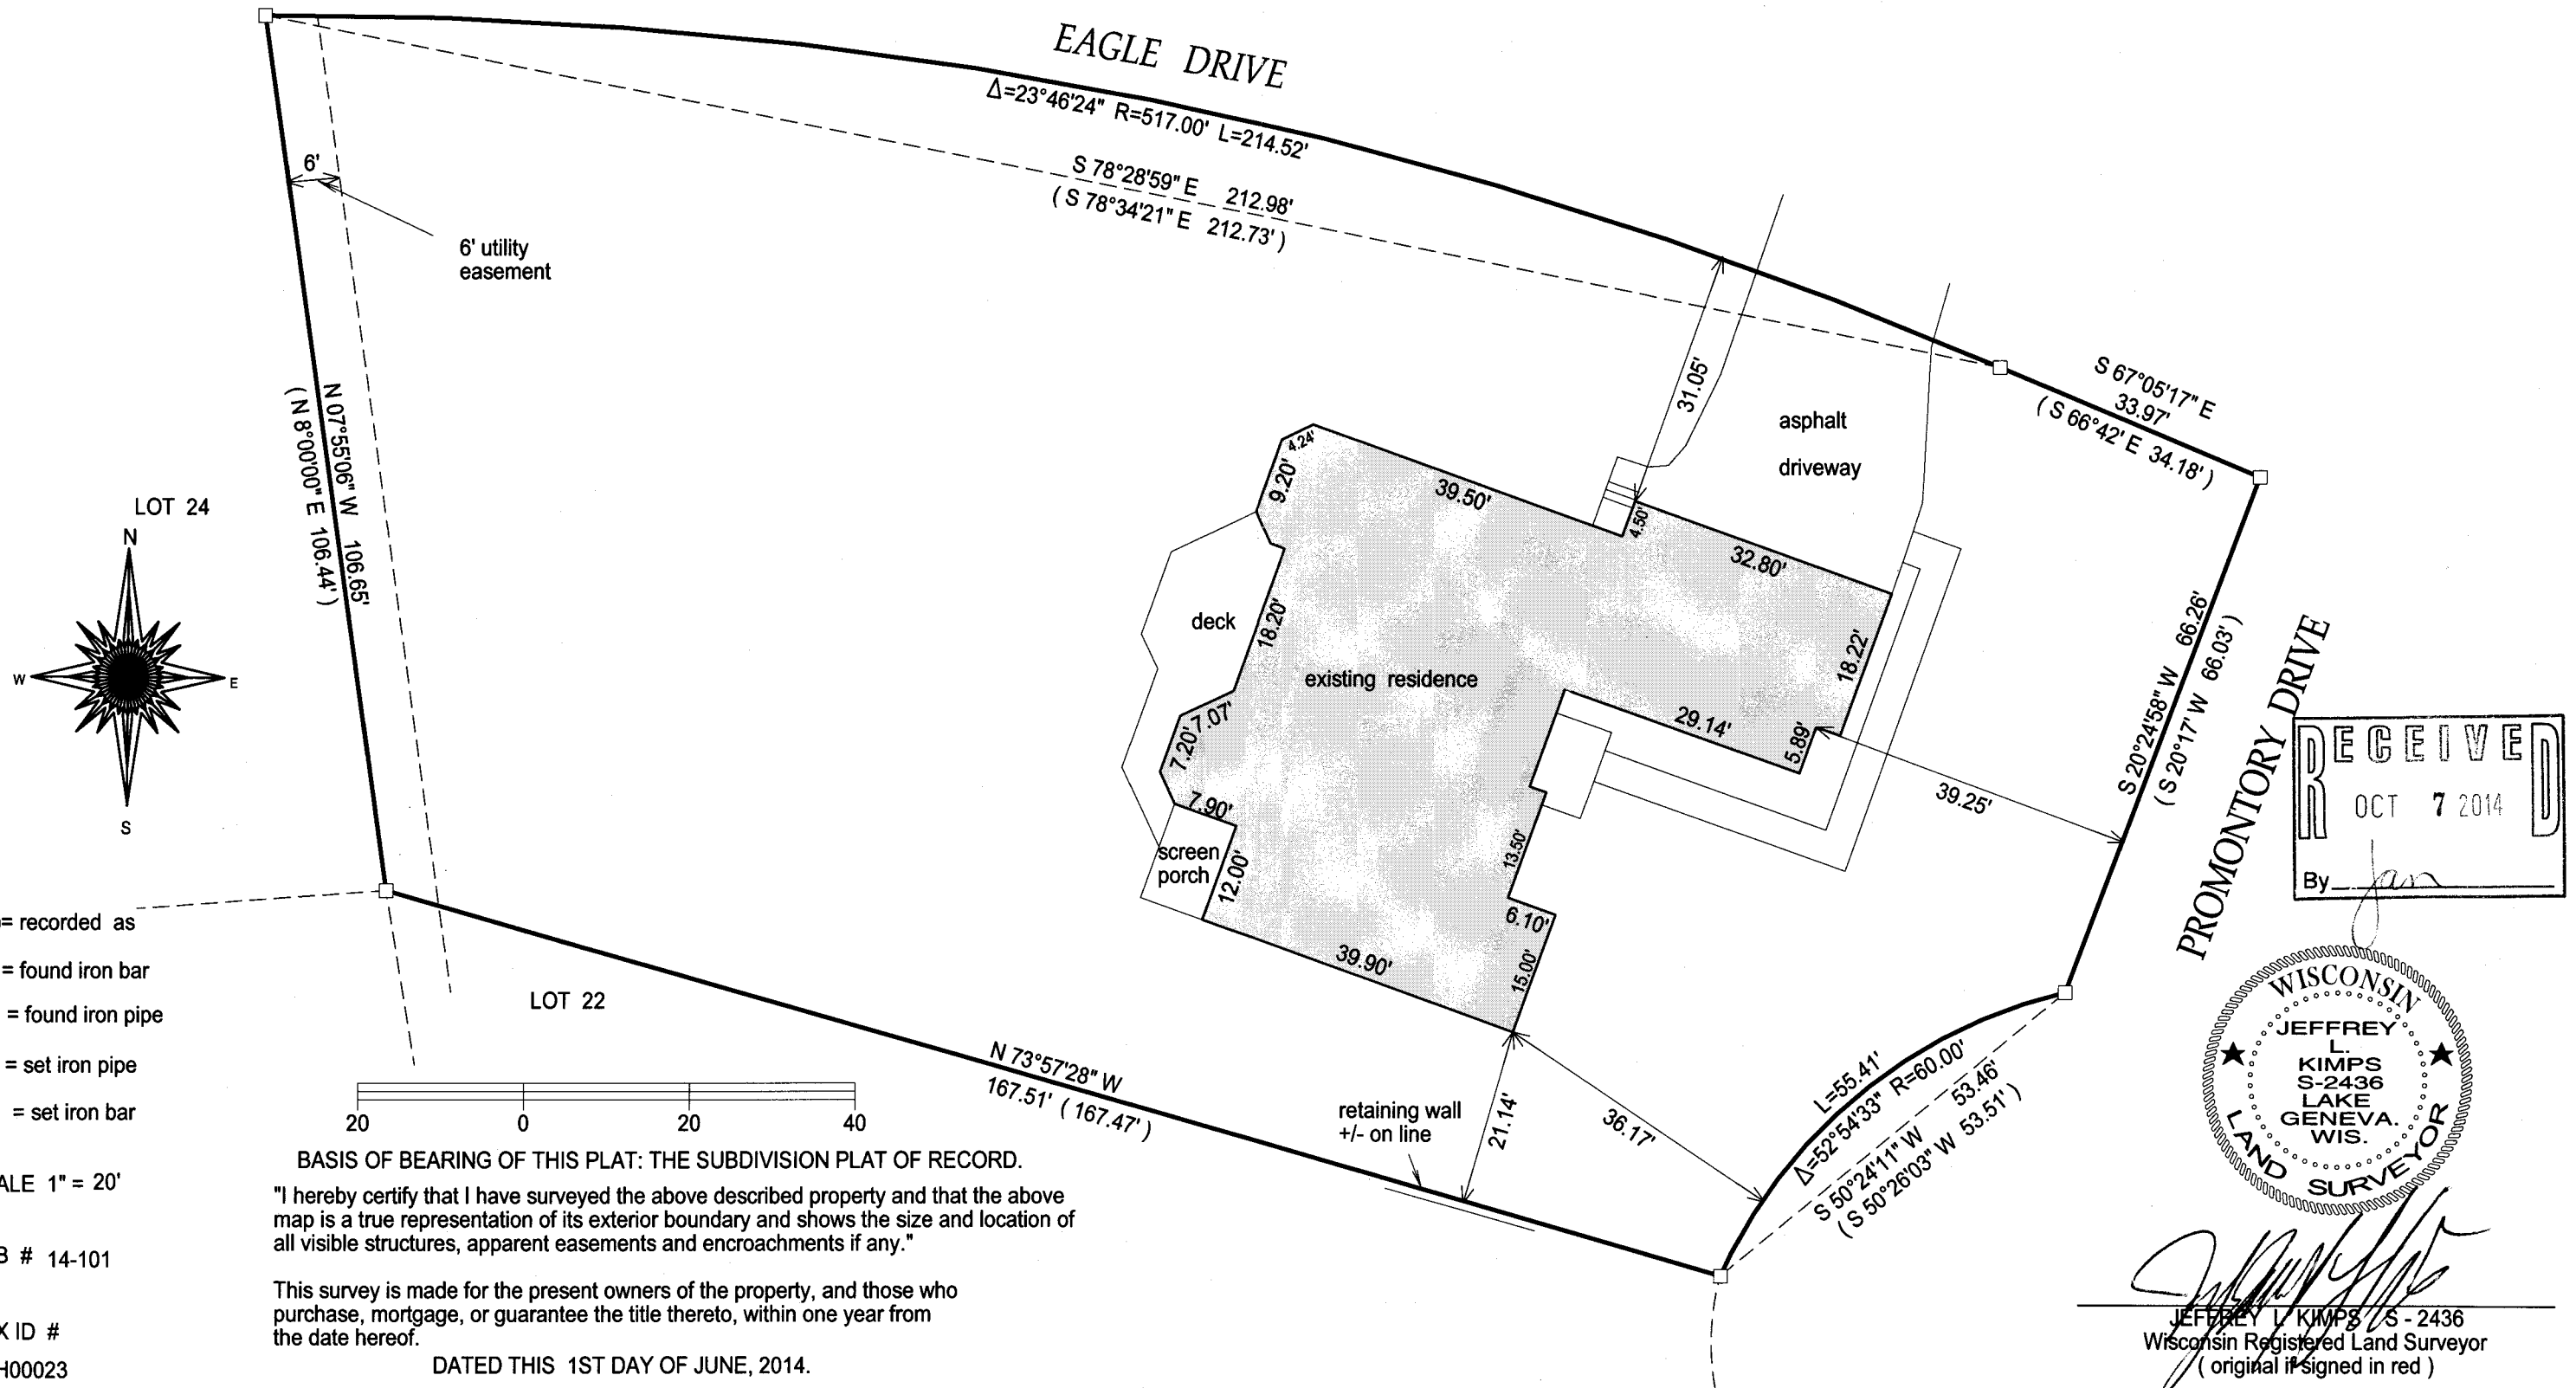 EAGLE DRIVE
Δ=23°46'24" R=517.00' L=214.52'
S 78°28'59" E 212.98'
( S 78°34'21" E 212.73' )
6'
6' utility
easement
N 07°55'06" W 106.65'
( N 8°00'00" E 106.44' )
LOT 24
N
W
E
S
S 67°05'17" E
33.97'
( S 66°42' E 34.18' )
31.05'
asphalt
driveway
4.24'
9.20'
39.50'
4.50'
32.80'
deck
18.20'
existing residence
18.22'
29.14'
5.89'
7.07'
7.20'
7.90'
screen
porch
12.00'
13.50'
6.10'
39.90'
15.00'
39.25'
S 20°24'58" W 66.26'
( S 20°17' W 66.03' )
PROMONTORY DRIVE
RECEIVED
OCT 7 2014
By Jan
= recorded as
= found iron bar
= found iron pipe
= set iron pipe
= set iron bar
LOT 22
N 73°57'28" W
167.51' ( 167.47' )
retaining wall
+/- on line
21.14'
36.17'
L=55.41'
Δ=52°54'33" R=60.00'
S 50°24'11" W 53.46'
( S 50°26'03" W 53.51' )
20 0 20 40
ALE 1" = 20'
B # 14-101
X ID #
H00023
BASIS OF BEARING OF THIS PLAT: THE SUBDIVISION PLAT OF RECORD.
"I hereby certify that I have surveyed the above described property and that the above
map is a true representation of its exterior boundary and shows the size and location of
all visible structures, apparent easements and encroachments if any."
This survey is made for the present owners of the property, and those who
purchase, mortgage, or guarantee the title thereto, within one year from
the date hereof.
DATED THIS 1ST DAY OF JUNE, 2014.
WISCONSIN
JEFFREY
L.
KIMPS
S-2436
LAKE
GENEVA.
WIS.
LAND SURVEYOR
JEFFREY L KIMPS S - 2436
Wisconsin Registered Land Surveyor
( original if signed in red )